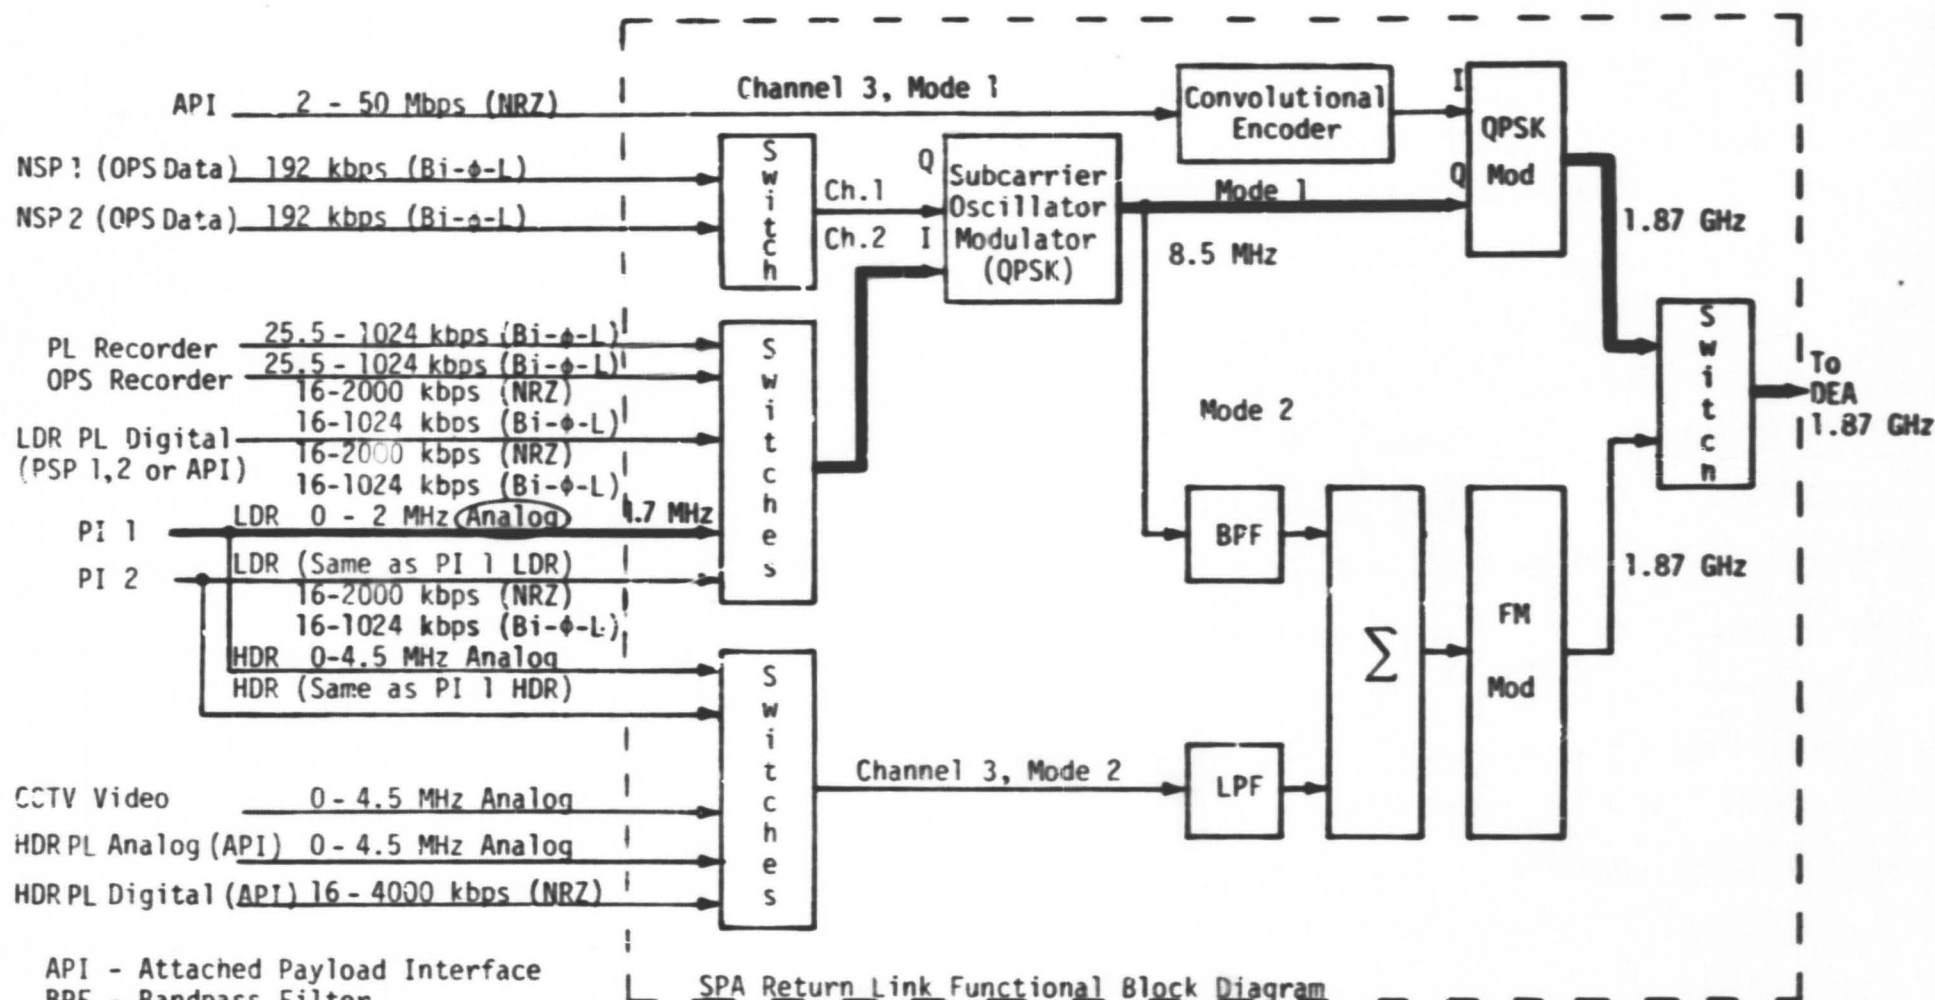 API 2 - 50 Mbps (NRZ)
Channel 3, Mode 1
Convolutional
Encoder
I
QPSK
Mod
Q
NSP 1 (OPS Data) 192 kbps (Bi-ϕ-L)
NSP 2 (OPS Data) 192 kbps (Bi-ϕ-L)
Switch
Ch.1
Q
Ch.2 I
Subcarrier
Oscillator
Modulator
(QPSK)
Mode 1
8.5 MHz
1.87 GHz
PL Recorder 25.5 - 1024 kbps (Bi-ϕ-L)
OPS Recorder 25.5 - 1024 kbps (Bi-ϕ-L)
16-2000 kbps (NRZ)
LDR PL Digital 16-1024 kbps (Bi-ϕ-L)
(PSP 1,2 or API) 16-2000 kbps (NRZ)
16-1024 kbps (Bi-ϕ-L)
PI 1 LDR 0 - 2 MHz Analog 1.7 MHz
PI 2 LDR (Same as PI 1 LDR)
16-2000 kbps (NRZ)
16-1024 kbps (Bi-ϕ-L)
HDR 0-4.5 MHz Analog
HDR (Same as PI 1 HDR)
Switches
Mode 2
BPF
Σ
FM
Mod
1.87 GHz
Switch
To
DEA
1.87 GHz
CCTV Video 0 - 4.5 MHz Analog
HDR PL Analog (API) 0 - 4.5 MHz Analog
HDR PL Digital (API) 16 - 4000 kbps (NRZ)
Switches
Channel 3, Mode 2
LPF
API - Attached Payload Interface
BPF - Bandpass Filter
SPA Return Link Functional Block Diagram